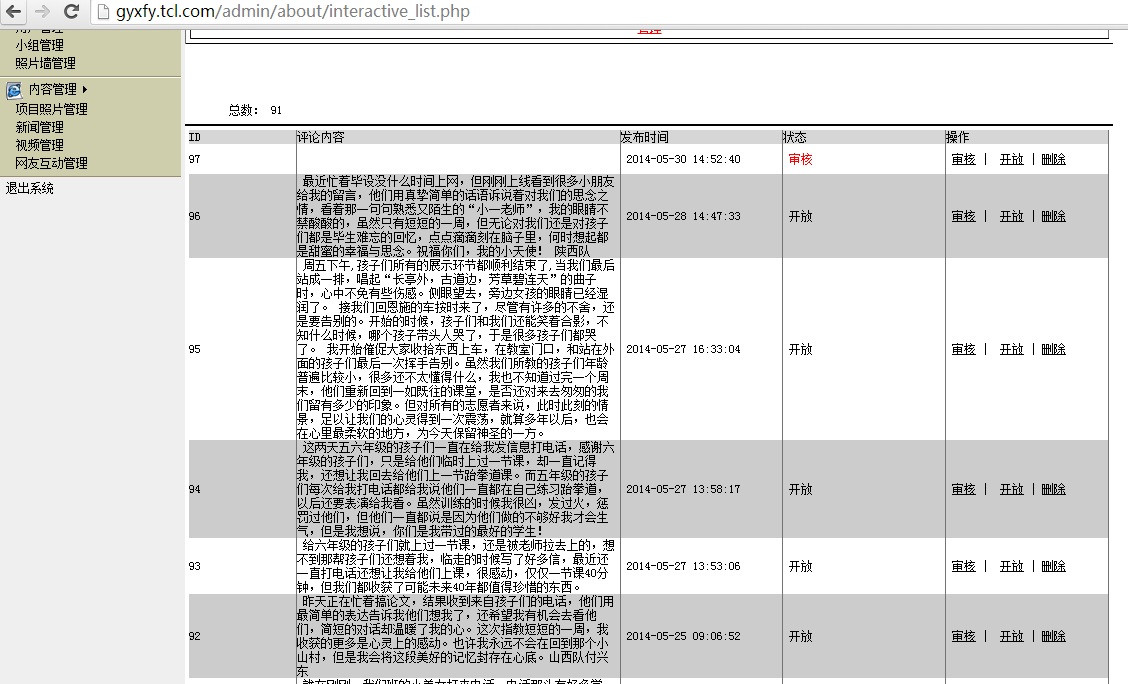 gyxfy.tcl.com/admin/about/interactive_list.php
用户管理
小组管理
照片墙管理
内容管理
项目照片管理
新闻管理
视频管理
网友互动管理
退出系统
管理
总数： 91
ID 评论内容 发布时间 状态 操作
97 2014-05-30 14:52:40 审核 审核 | 开放 | 删除
最近忙着毕设没什么时间上网，但刚刚上线看到很多小朋友
给我的留言，他们用真挚简单的话语诉说着对我们的思念之
情，看着那一句句熟悉又陌生的“小一老师”，我的眼睛不
禁酸酸的，虽然只有短短的一周，但无论对我们还是对孩子
们都是毕生难忘的回忆，点点滴滴刻在脑子里，何时想起都
是甜蜜的幸福与思念。祝福你们，我的小天使！ 陕西队
96 2014-05-28 14:47:33 开放 审核 | 开放 | 删除
周五下午,孩子们所有的展示环节都顺利结束了,当我们最后
站成一排，唱起“长亭外，古道边，芳草碧连天”的曲子
时，心中不免有些伤感。侧眼望去，旁边女孩的眼睛已经湿
润了。 接我们回恩施的车按时来了，尽管有许多的不舍，还
是要告别的。开始的时候，孩子们和我们还能笑着合影，不
知什么时候，哪个孩子带头人哭了，于是很多孩子们都哭
了。 我开始催促大家收拾东西上车，在教室门口，和站在外
面的孩子们最后一次挥手告别。虽然我们所教的孩子们年龄
普遍比较小，很多还不太懂得什么，我也不知道过完一个周
末，他们重新回到一如既往的课堂，是否还对来去匆匆的我
们留有多少的印象。但对所有的志愿者来说，此时此刻的情
景，足以让我们的心灵得到一次震荡，就算多年以后，也会
在心里最柔软的地方，为今天保留神圣的一方。
95 2014-05-27 16:33:04 开放 审核 | 开放 | 删除
这两天五六年级的孩子们一直在给我发信息打电话，感谢六
年级的孩子们，只是给他们临时上过一节课，却一直记得
我，还想让我回去给他们上一节跆拳道课。而五年级的孩子
们每次给我打电话都给我说他们一直都在自己练习跆拳道，
以后还要表演给我看。虽然训练的时候我很凶，发过火，惩
罚过他们，但他们一直都说是因为他们做的不够好我才会生
气，但是我想说，你们是我带过的最好的学生！
94 2014-05-27 13:58:17 开放 审核 | 开放 | 删除
给六年级的孩子们就上过一节课，还是被老师拉去上的，想
不到那帮孩子们还想着我，临走的时候写了好多信，最近还
一直打电话还想让我给他们上课，很感动，仅仅一节课40分
钟，但我们都收获了可能未来40年都值得珍惜的东西。
93 2014-05-27 13:53:06 开放 审核 | 开放 | 删除
昨天正在忙着搞论文，结果收到来自孩子们的电话，他们用
最简单的表达告诉我他们想我了，还希望我有机会去看他
们，简短的对话却温暖了我的心。这次指教短短的一周，我
收获的更多是心灵上的感动。也许我永远不会在回到那个小
山村，但是我会将这段美好的记忆封存在心底。山西队付兴
东
92 2014-05-25 09:06:52 开放 审核 | 开放 | 删除